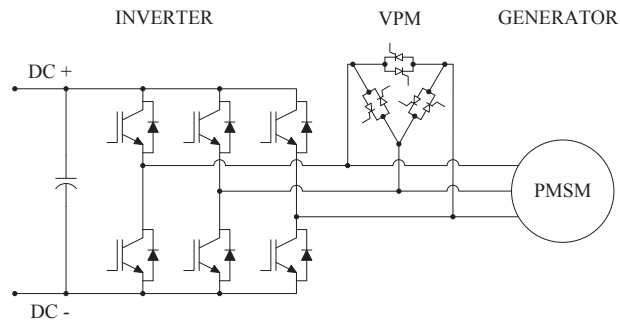 INVERTER
VPM
GENERATOR
DC +
PMSM
DC -